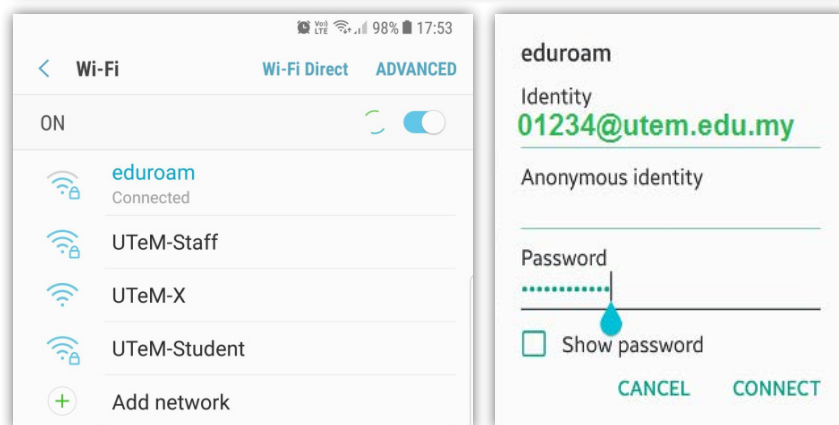 98% 17:53
Wi-Fi Wi-Fi Direct ADVANCED
ON
eduroam
Connected
UTeM-Staff
UTeM-X
UTeM-Student
Add network
eduroam
Identity
01234@utem.edu.my
Anonymous identity
Password
••••••••••••
Show password
CANCEL CONNECT